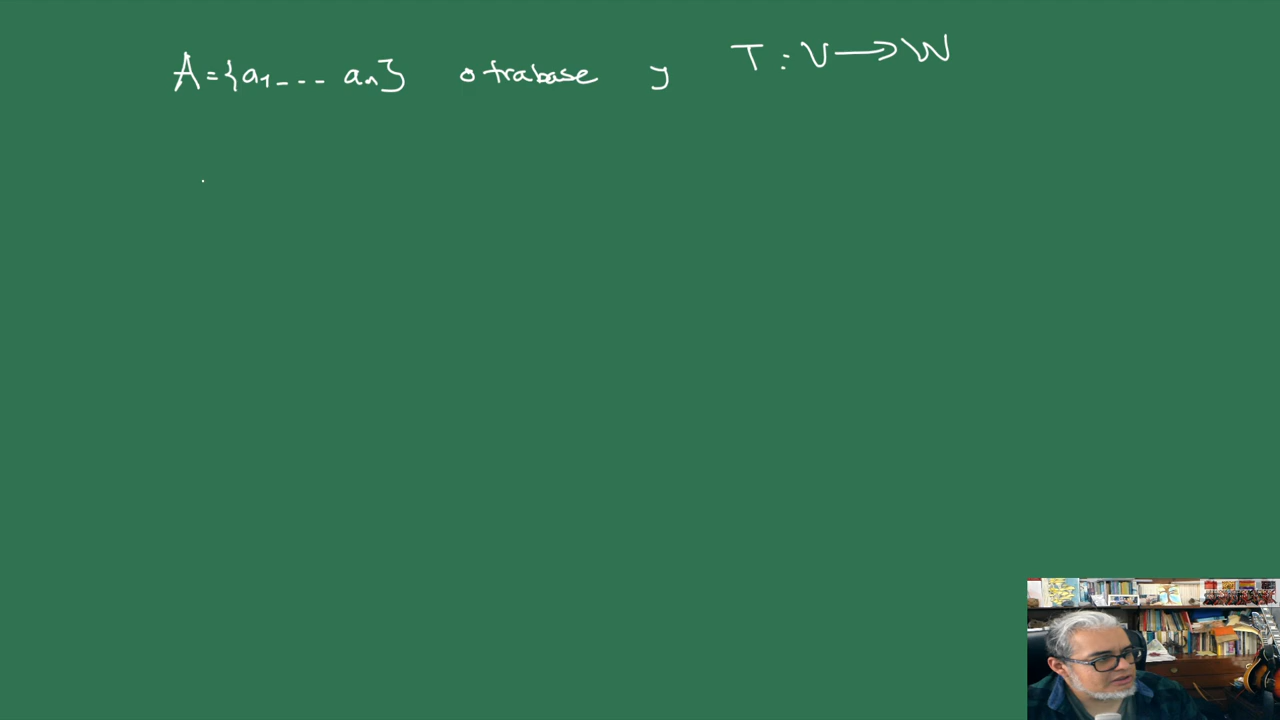 A={a1--- an} otrabase y T:V→W